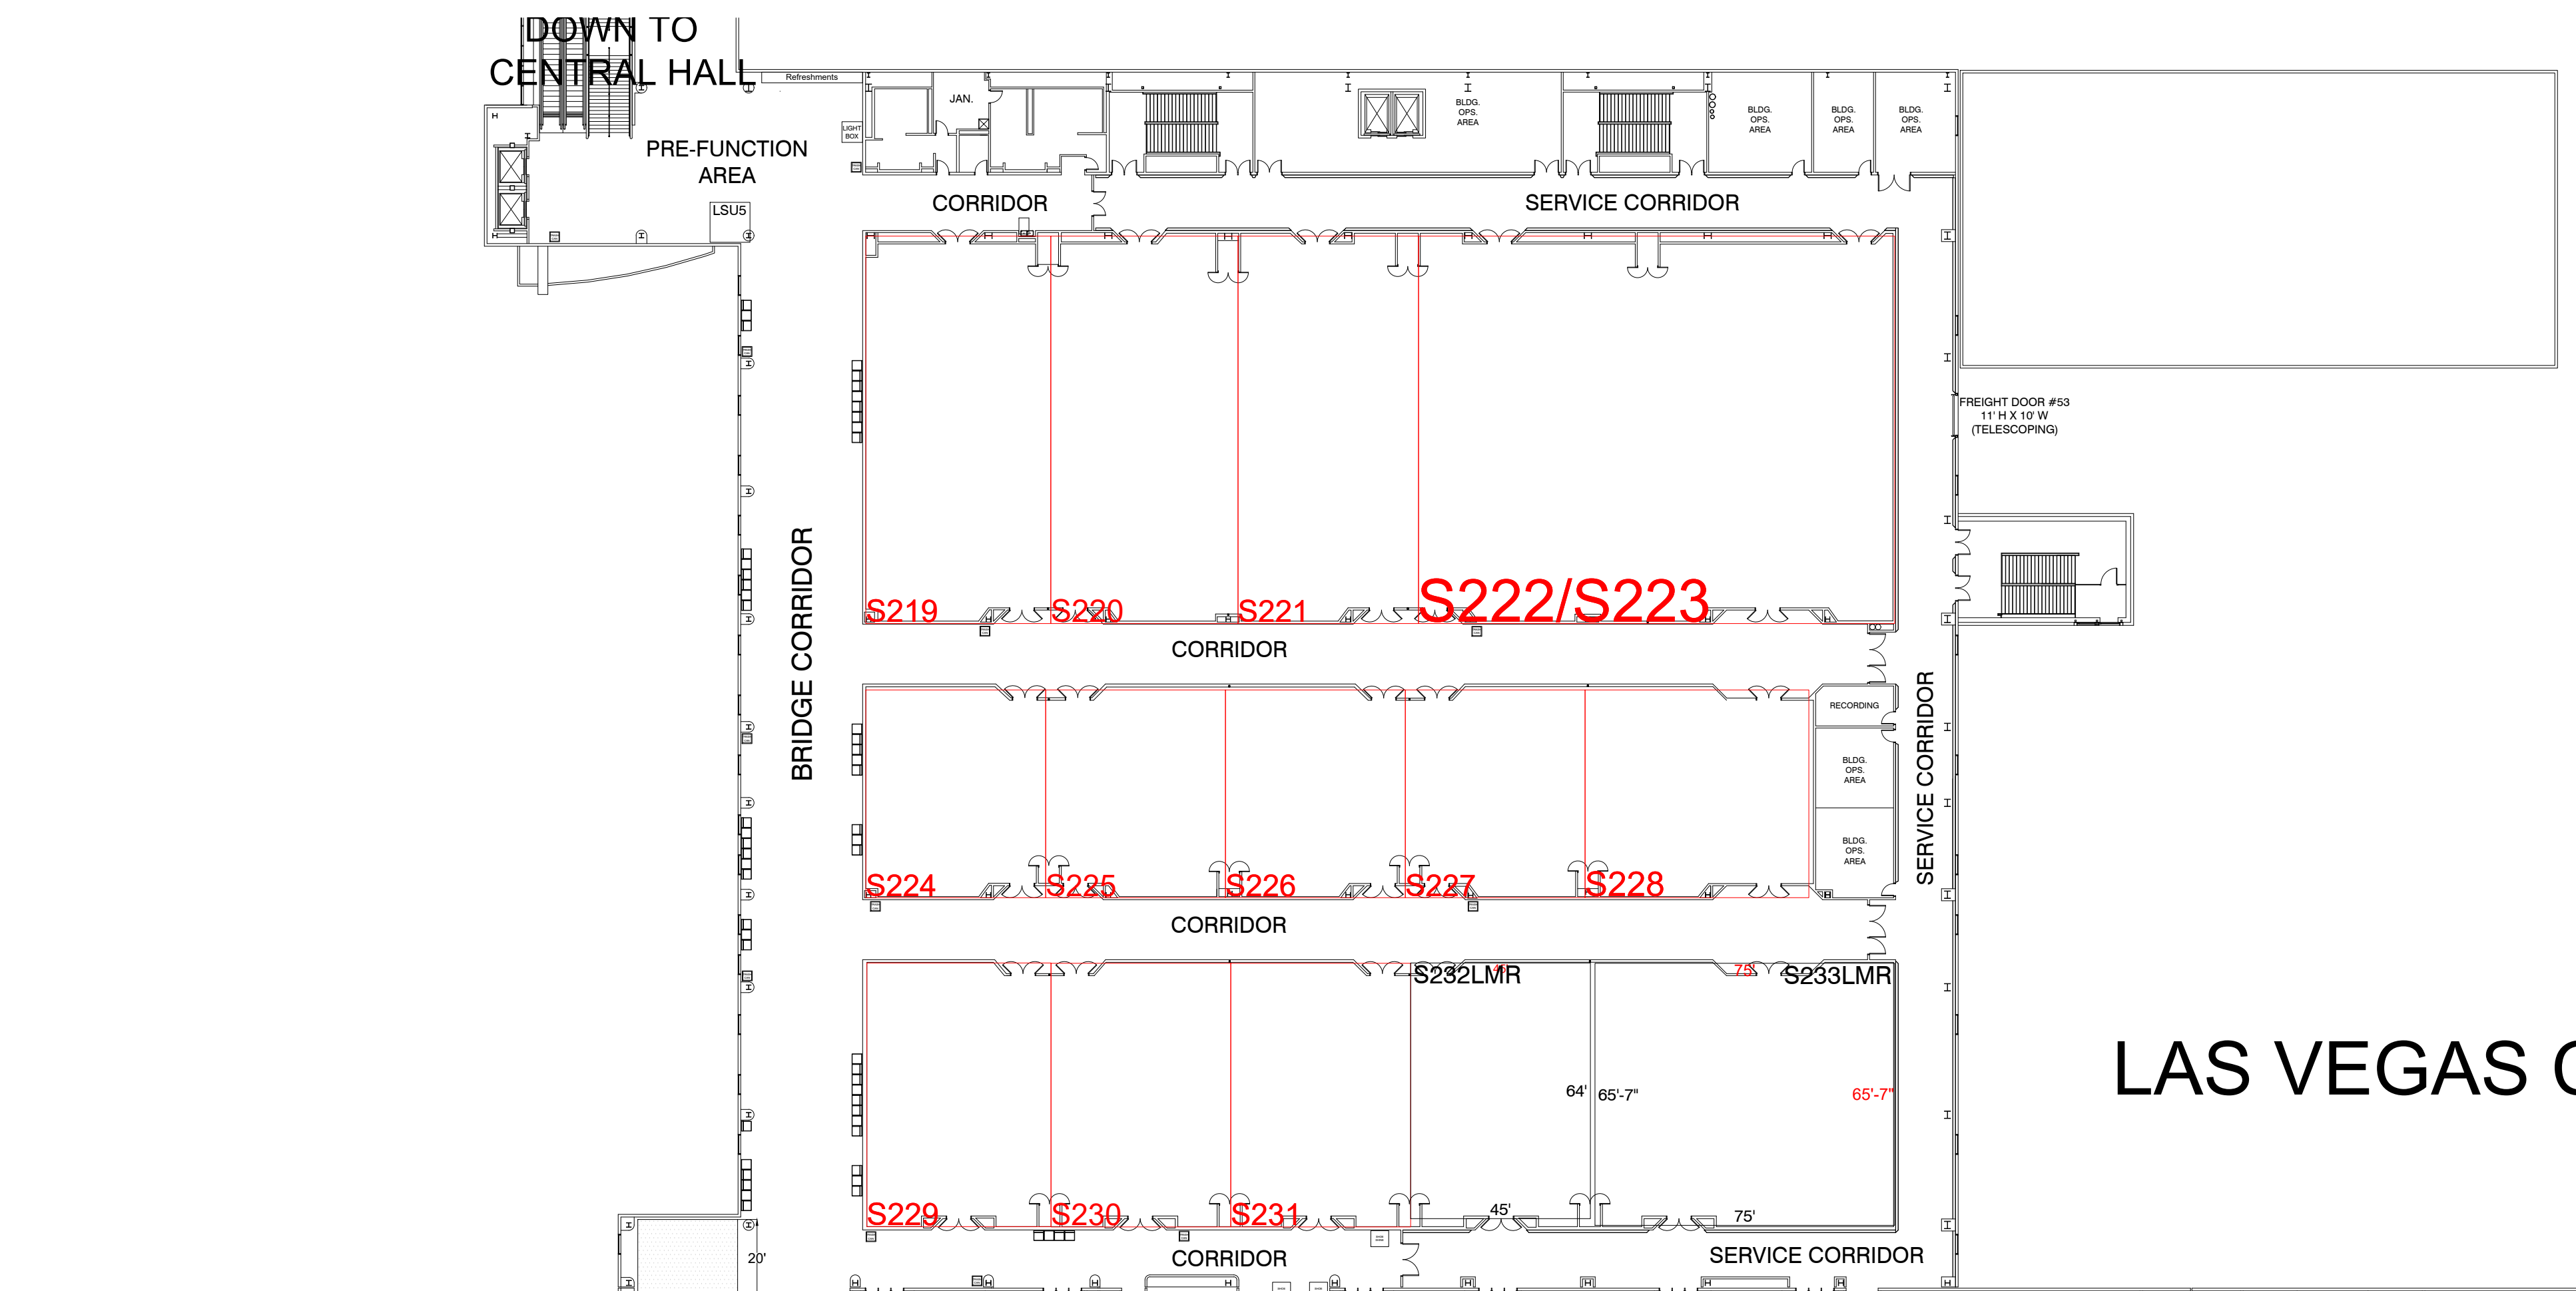 DOWN TO
CENTRAL HALL
Refreshments
JAN.
LIGHT
BOX
BLDG.
OPS.
AREA
BLDG.
OPS.
AREA
BLDG.
OPS.
AREA
BLDG.
OPS.
AREA
PRE-FUNCTION
AREA
LSU5
CORRIDOR
SERVICE CORRIDOR
FREIGHT DOOR #53
11' H X 10' W
(TELESCOPING)
BRIDGE CORRIDOR
S219
S220
S221
S222/S223
CORRIDOR
RECORDING
BLDG.
OPS.
AREA
BLDG.
OPS.
AREA
SERVICE CORRIDOR
S224
S225
S226
S227
S228
CORRIDOR
S232LMR
45'
75'
S233LMR
64'
65'-7"
65'-7"
LAS VEGAS C
S229
S230
S231
45'
75'
20'
CORRIDOR
SERVICE CORRIDOR